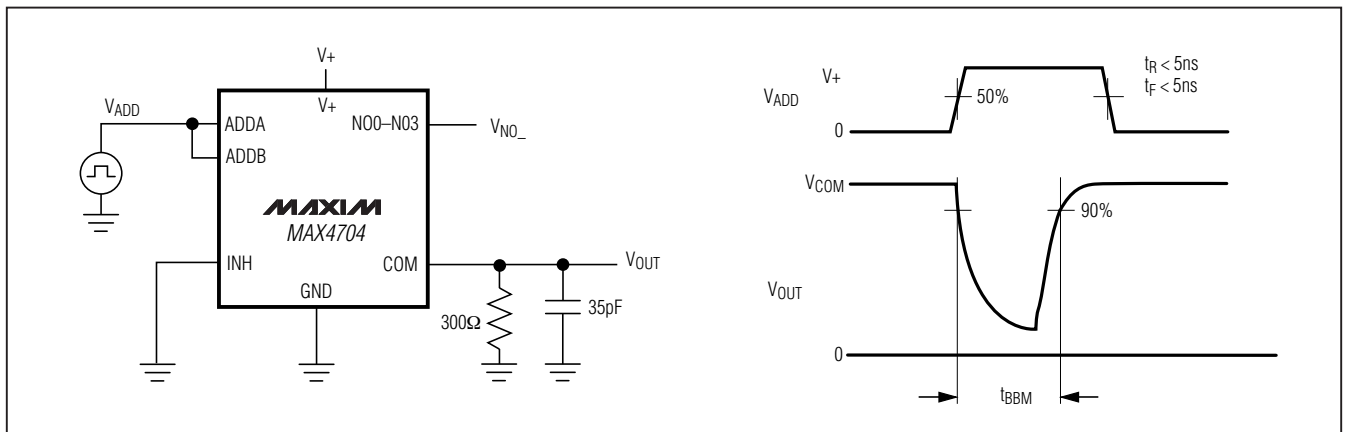 V+
V+
VADD
ADDA
NO0–N03
VNO_
ADDB
MAXIM
MAX4704
INH
COM
VOUT
GND
300Ω
35pF
V+
tR < 5ns
tF < 5ns
VADD
50%
0
VCOM
90%
VOUT
0
tBBM